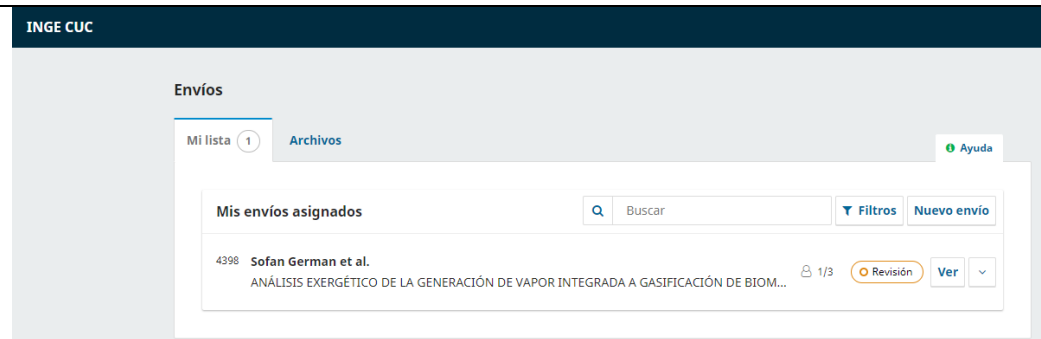 INGE CUC
Envíos
Mi lista 1 Archivos
Ayuda
Mis envíos asignados Buscar Filtros Nuevo envío
4398 Sofan German et al.
ANÁLISIS EXERGÉTICO DE LA GENERACIÓN DE VAPOR INTEGRADA A GASIFICACIÓN DE BIOM... 1/3 Revisión Ver